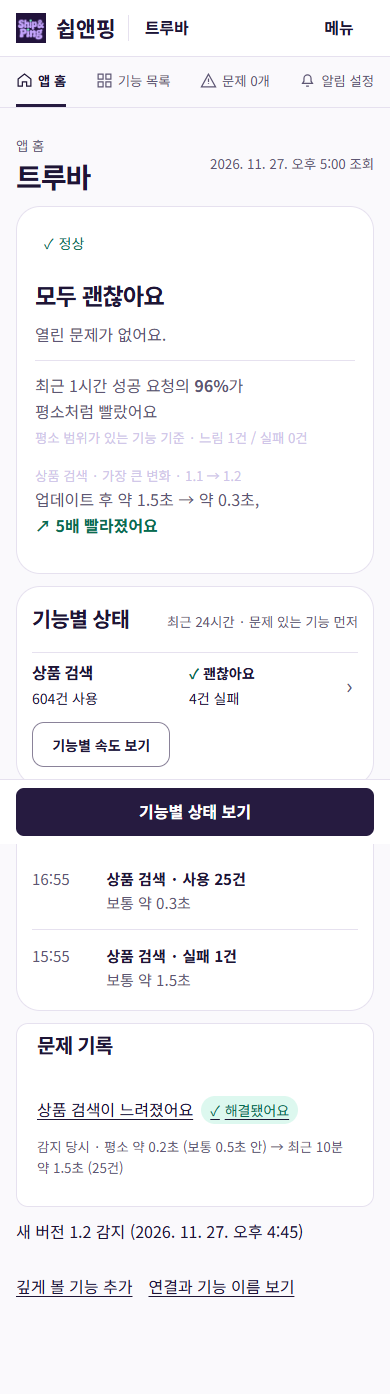 Ship&
Ping
쉽앤핑
트루바
메뉴
앱 홈
기능 목록
문제 0개
알림 설정
앱 홈
트루바
2026. 11. 27. 오후 5:00 조회
✓ 정상
모두 괜찮아요
열린 문제가 없어요.
최근 1시간 성공 요청의 96%가
평소처럼 빨랐어요
평소 범위가 있는 기능 기준 · 느림 1건 / 실패 0건
상품 검색 · 가장 큰 변화 · 1.1 → 1.2
업데이트 후 약 1.5초 → 약 0.3초,
↗ 5배 빨라졌어요
기능별 상태
최근 24시간 · 문제 있는 기능 먼저
상품 검색
✓ 괜찮아요
604건 사용
4건 실패
›
기능별 속도 보기
기능별 상태 보기
16:55
상품 검색 · 사용 25건
보통 약 0.3초
15:55
상품 검색 · 실패 1건
보통 약 1.5초
문제 기록
상품 검색이 느려졌어요
✓ 해결됐어요
감지 당시 · 평소 약 0.2초 (보통 0.5초 안) → 최근 10분
약 1.5초 (25건)
새 버전 1.2 감지 (2026. 11. 27. 오후 4:45)
깊게 볼 기능 추가
연결과 기능 이름 보기